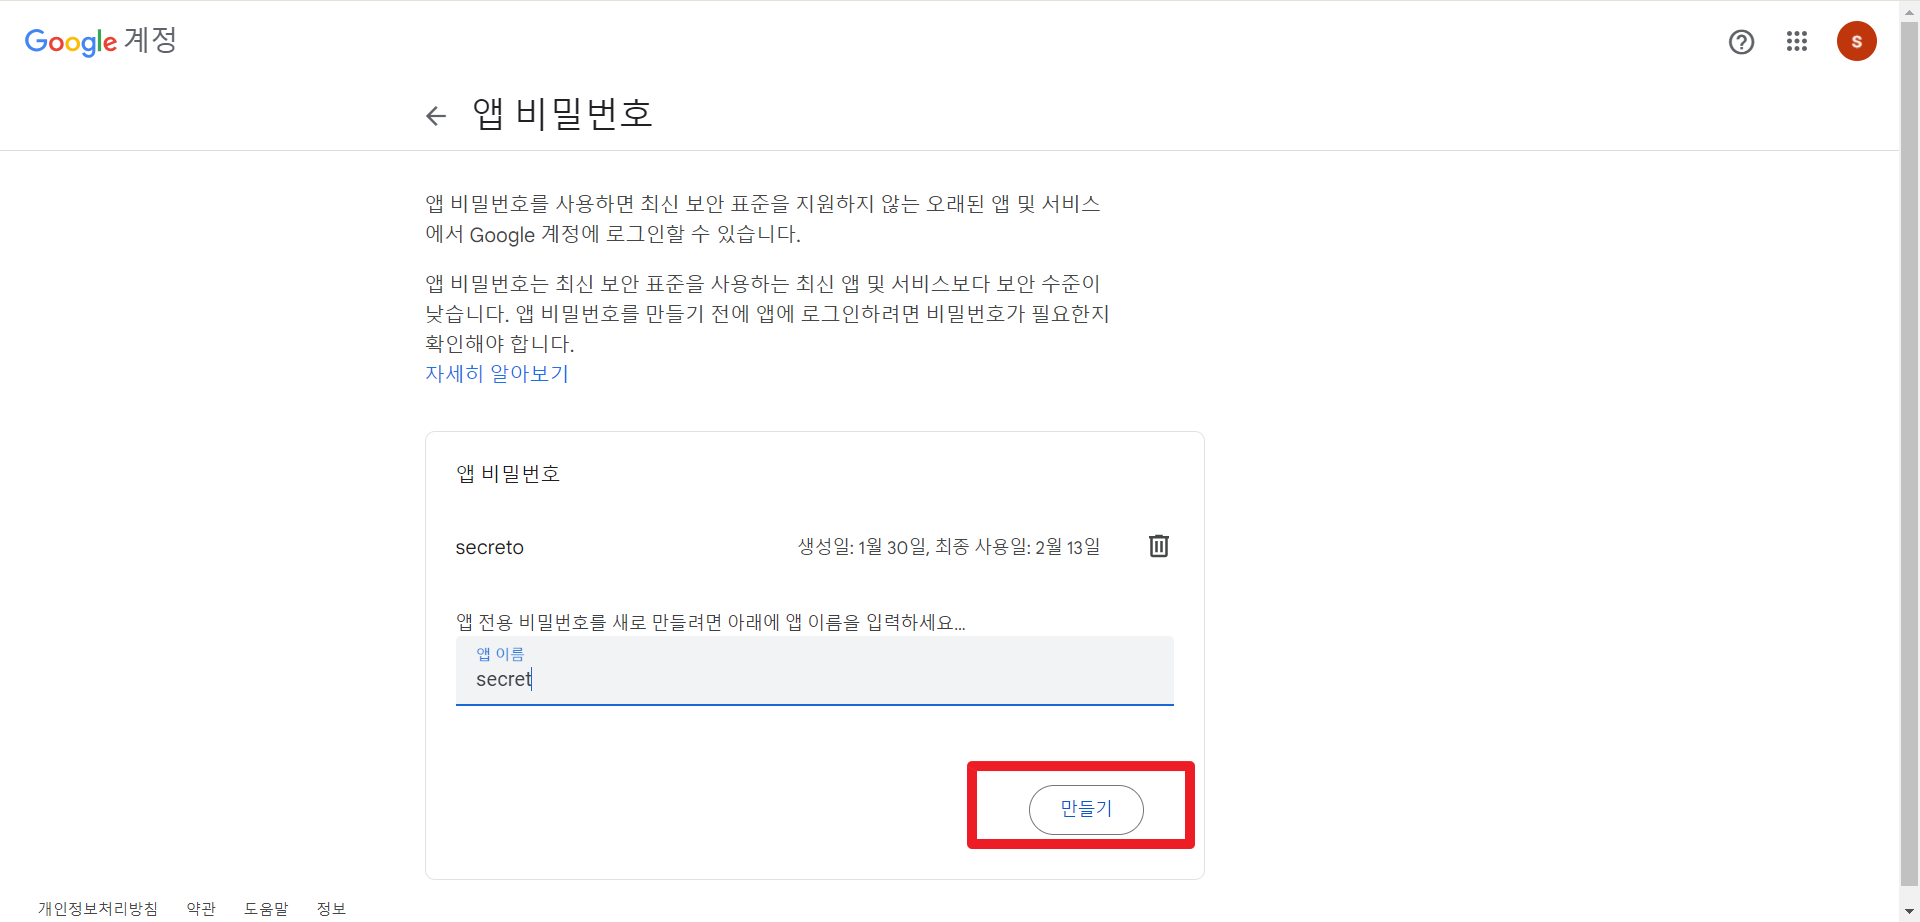 Google 계정
S
앱 비밀번호
앱 비밀번호를 사용하면 최신 보안 표준을 지원하지 않는 오래된 앱 및 서비스
에서 Google 계정에 로그인할 수 있습니다.
앱 비밀번호는 최신 보안 표준을 사용하는 최신 앱 및 서비스보다 보안 수준이
낮습니다. 앱 비밀번호를 만들기 전에 앱에 로그인하려면 비밀번호가 필요한지
확인해야 합니다.
자세히 알아보기
앱 비밀번호
secreto 생성일: 1월 30일, 최종 사용일: 2월 13일
앱 전용 비밀번호를 새로 만들려면 아래에 앱 이름을 입력하세요...
앱 이름
secret
만들기
개인정보처리방침 약관 도움말 정보